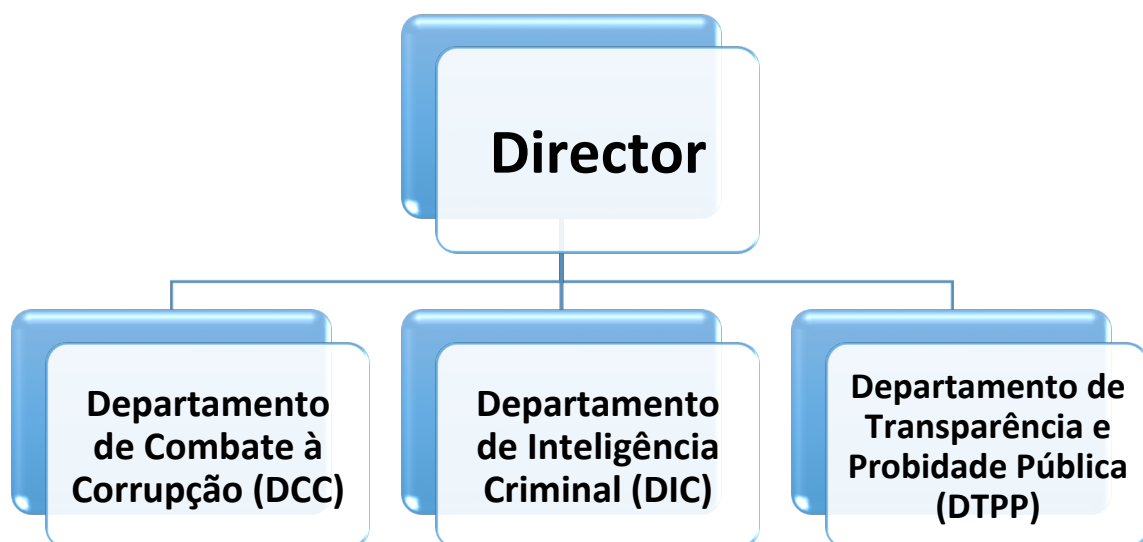 Director
Departamento
de Combate à
Corrupção (DCC)
Departamento
de Inteligência
Criminal (DIC)
Departamento de
Transparência e
Probidade Pública
(DTPP)